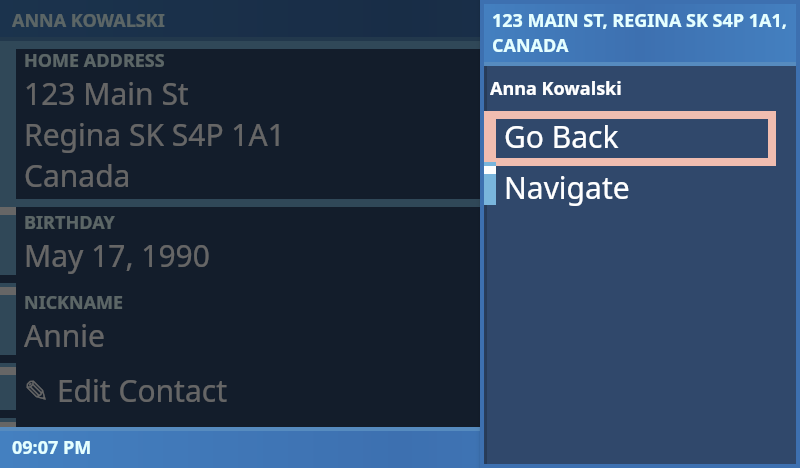 ANNA KOWALSKI
HOME ADDRESS
123 Main St
Regina SK S4P 1A1
Canada
BIRTHDAY
May 17, 1990
NICKNAME
Annie
✎ Edit Contact
09:07 PM
123 MAIN ST, REGINA SK S4P 1A1,
CANADA
Anna Kowalski
Go Back
Navigate